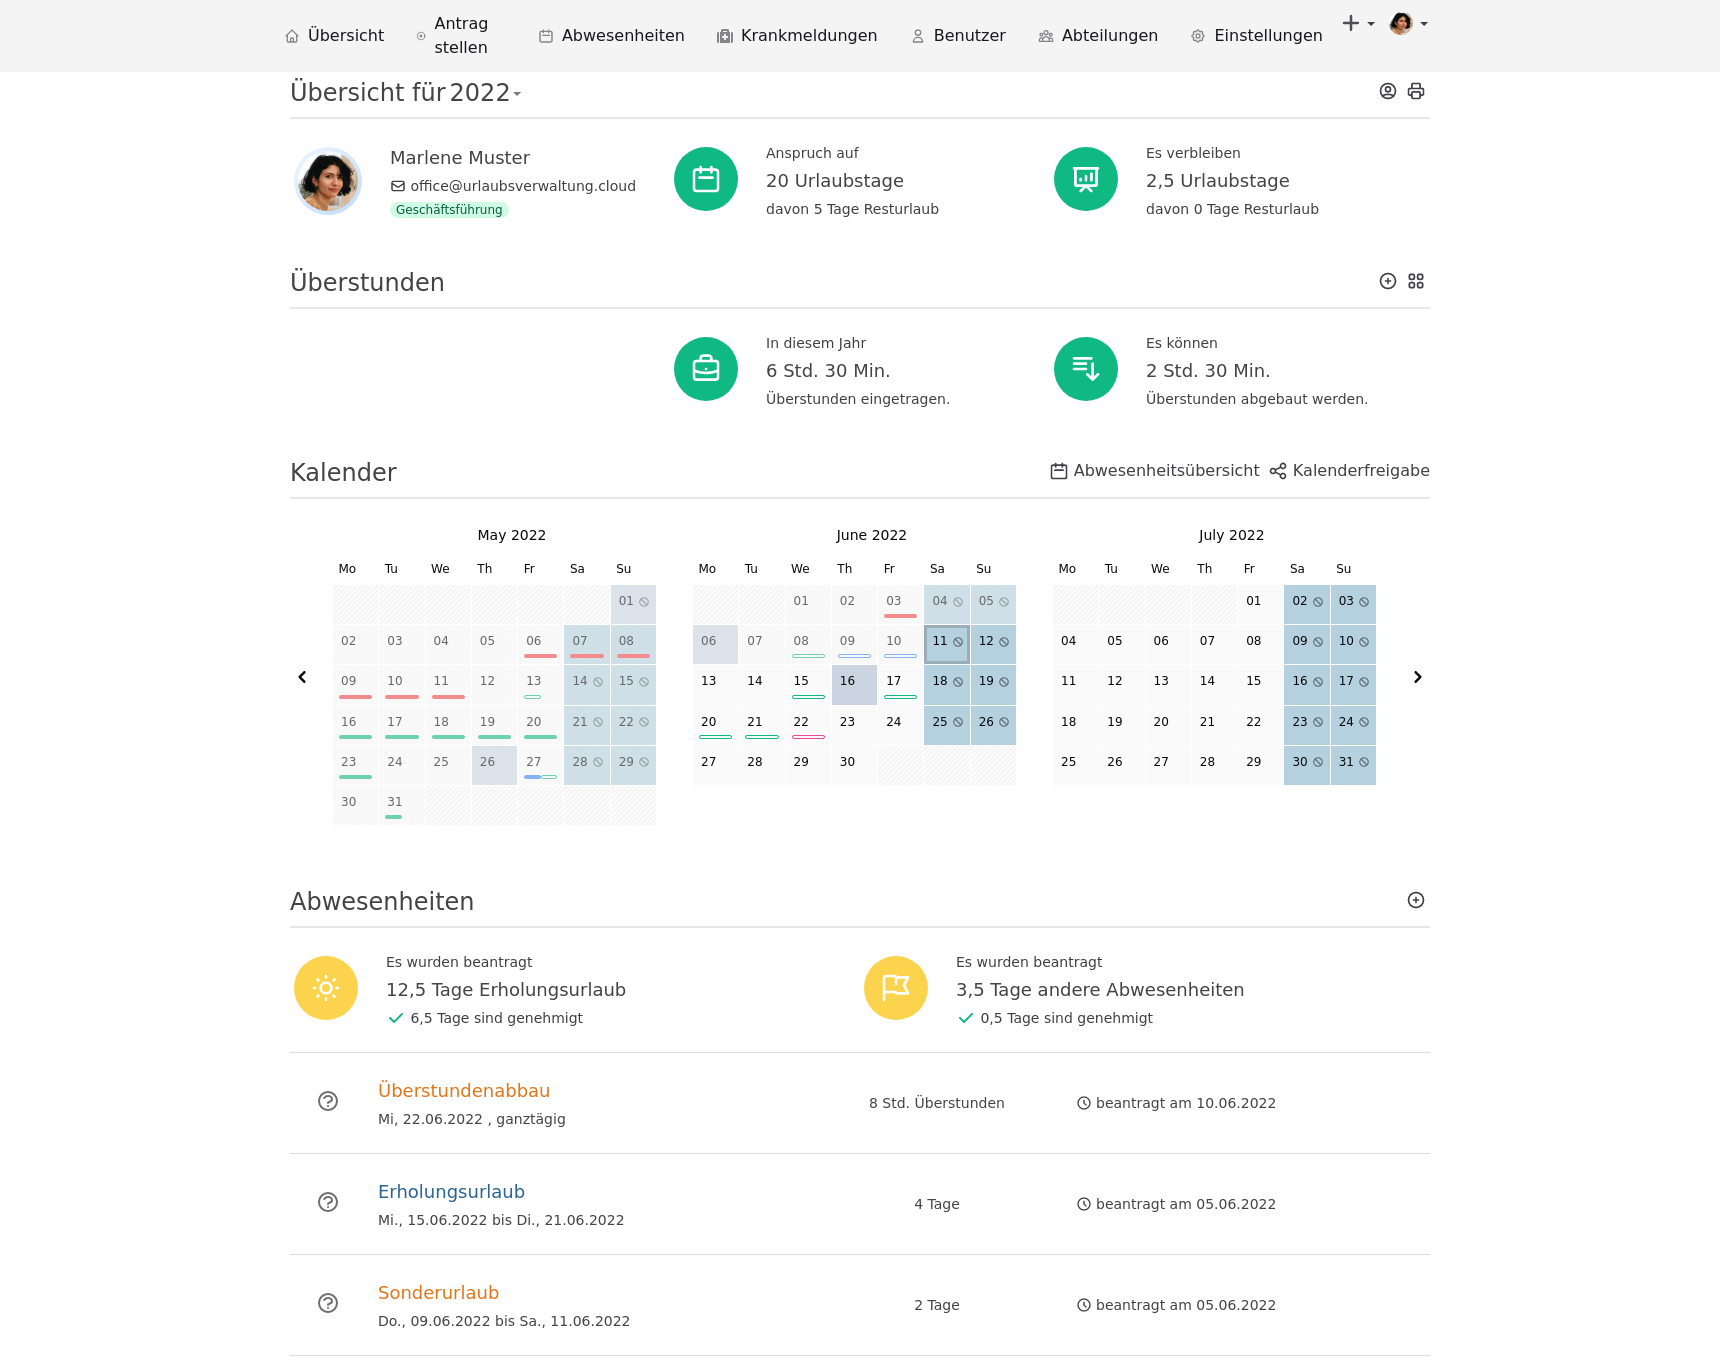 Übersicht
Antrag stellen
Abwesenheiten
Krankmeldungen
Benutzer
Abteilungen
Einstellungen
Übersicht für 2022
Marlene Muster
office@urlaubsverwaltung.cloud
Geschäftsführung
Anspruch auf
20 Urlaubstage
davon 5 Tage Resturlaub
Es verbleiben
2,5 Urlaubstage
davon 0 Tage Resturlaub
Überstunden
In diesem Jahr
6 Std. 30 Min.
Überstunden eingetragen.
Es können
2 Std. 30 Min.
Überstunden abgebaut werden.
Kalender
Abwesenheitsübersicht
Kalenderfreigabe
May 2022
Mo Tu We Th Fr Sa Su
01
02 03 04 05 06 07 08
09 10 11 12 13 14 15
16 17 18 19 20 21 22
23 24 25 26 27 28 29
30 31
June 2022
Mo Tu We Th Fr Sa Su
01 02 03 04 05
06 07 08 09 10 11 12
13 14 15 16 17 18 19
20 21 22 23 24 25 26
27 28 29 30
July 2022
Mo Tu We Th Fr Sa Su
01 02 03
04 05 06 07 08 09 10
11 12 13 14 15 16 17
18 19 20 21 22 23 24
25 26 27 28 29 30 31
Abwesenheiten
Es wurden beantragt
12,5 Tage Erholungsurlaub
6,5 Tage sind genehmigt
Es wurden beantragt
3,5 Tage andere Abwesenheiten
0,5 Tage sind genehmigt
Überstundenabbau
Mi, 22.06.2022 , ganztägig
8 Std. Überstunden
beantragt am 10.06.2022
Erholungsurlaub
Mi., 15.06.2022 bis Di., 21.06.2022
4 Tage
beantragt am 05.06.2022
Sonderurlaub
Do., 09.06.2022 bis Sa., 11.06.2022
2 Tage
beantragt am 05.06.2022